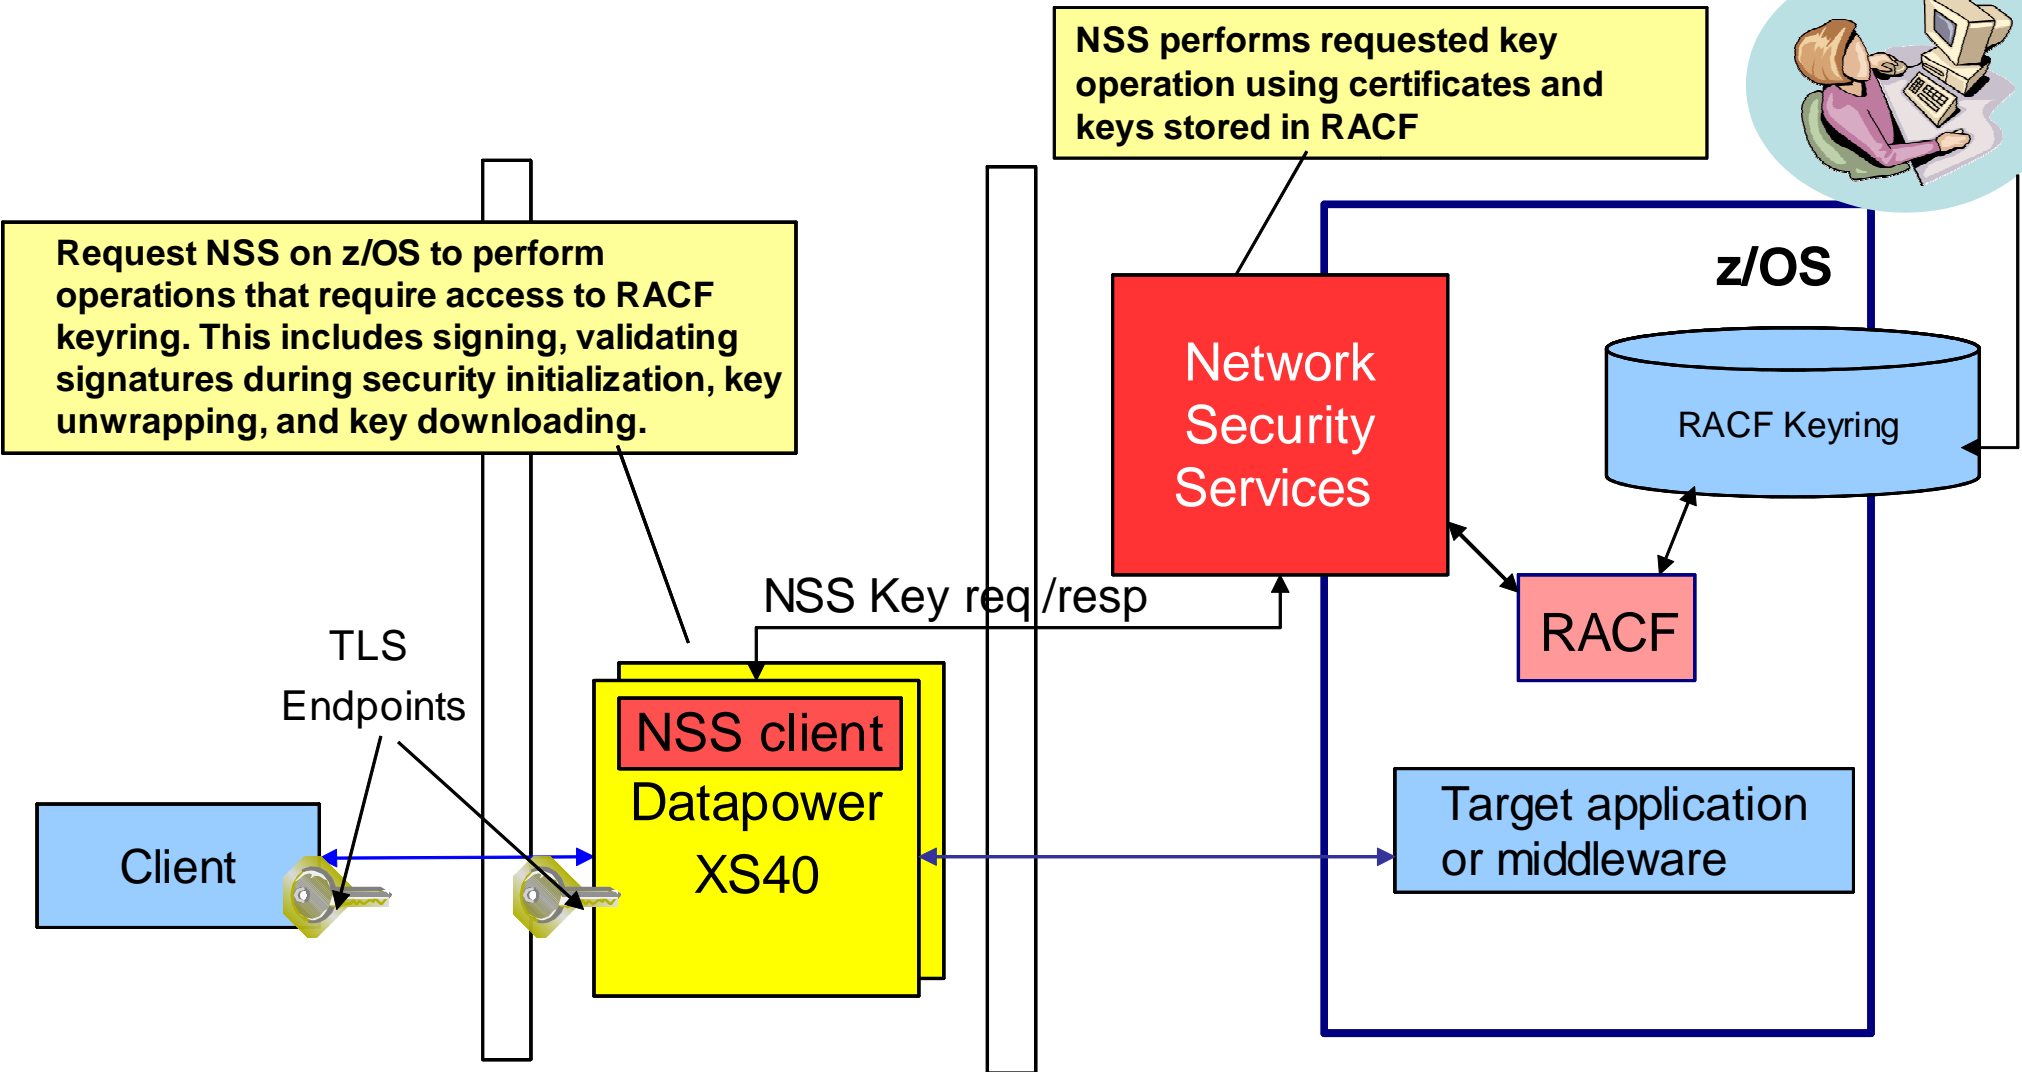 NSS performs requested key
operation using certificates and
keys stored in RACF
Request NSS on z/OS to perform
operations that require access to RACF
keyring. This includes signing, validating
signatures during security initialization, key
unwrapping, and key downloading.
z/OS
Network
Security
Services
RACF Keyring
NSS Key req/resp
RACF
TLS
Endpoints
NSS client
Datapower
XS40
Client
Target application
or middleware